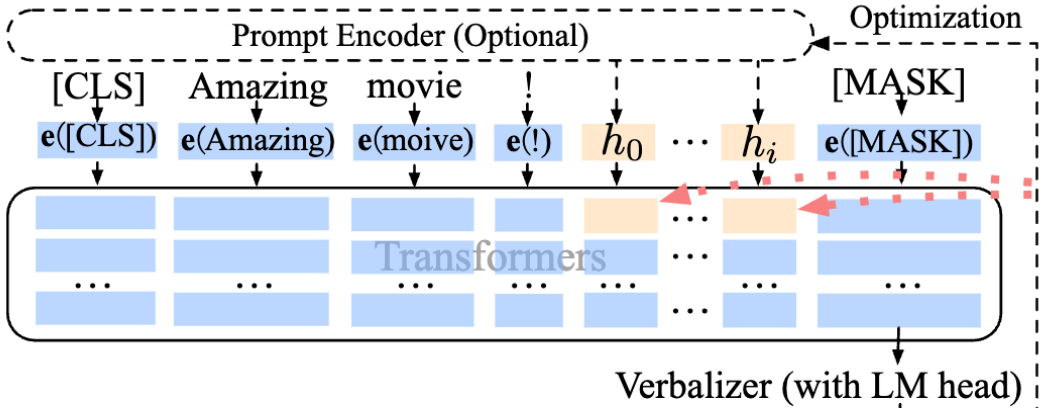 Optimization
Prompt Encoder (Optional)
[CLS] Amazing movie ! [MASK]
e([CLS]) e(Amazing) e(moive) e(!) h₀ ... hᵢ e([MASK])
...
Transformers ...
... ... ... ... ... ... ...
...
Verbalizer (with LM head)